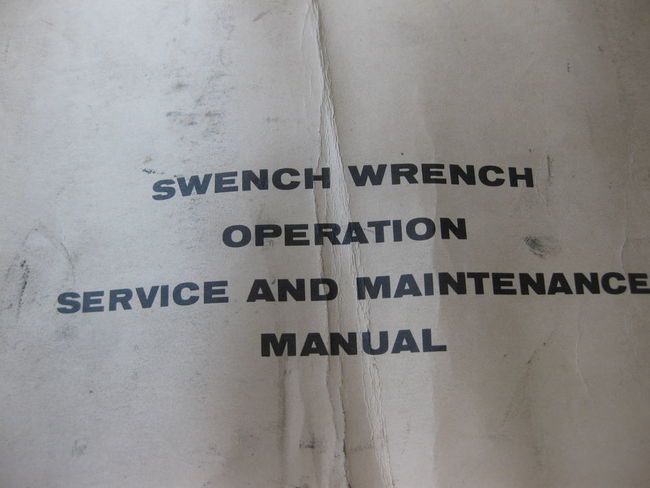 SWENCH WRENCH
OPERATION
SERVICE AND MAINTENANCE
MANUAL